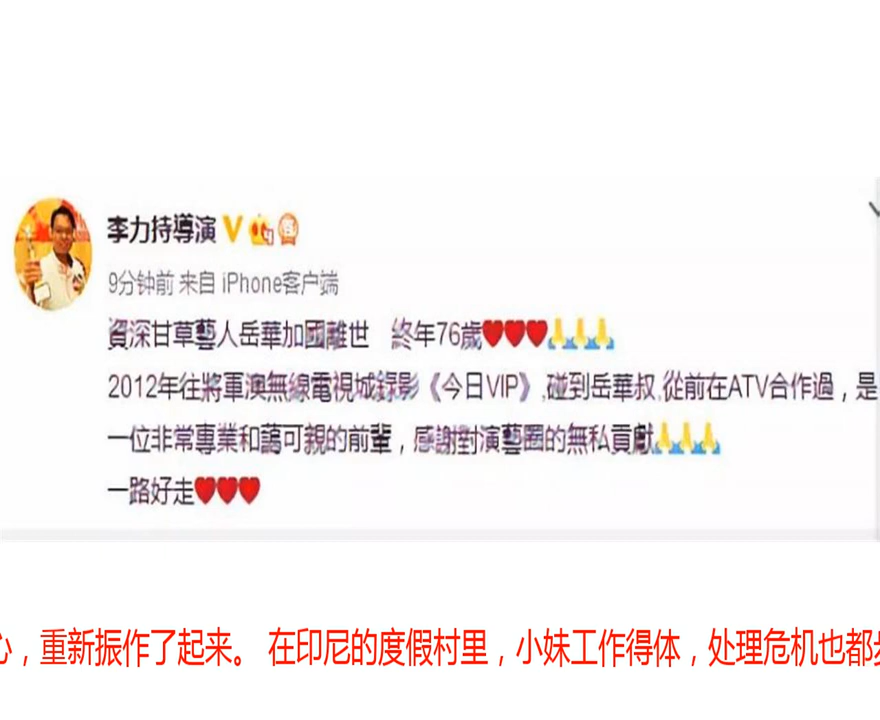 李力持導演
9分钟前 来自 iPhone客户端
資深甘草藝人岳華加國離世 終年76歲❤❤❤🙏🙏🙏
2012年往將軍澳無線電視城錄影《今日VIP》,碰到岳華叔,從前在ATV合作過，是
一位非常專業和藹可親的前輩，感謝對演藝圈的無私貢獻🙏🙏🙏
一路好走❤❤❤
心，重新振作了起来。 在印尼的度假村里，小妹工作得体，处理危机也都